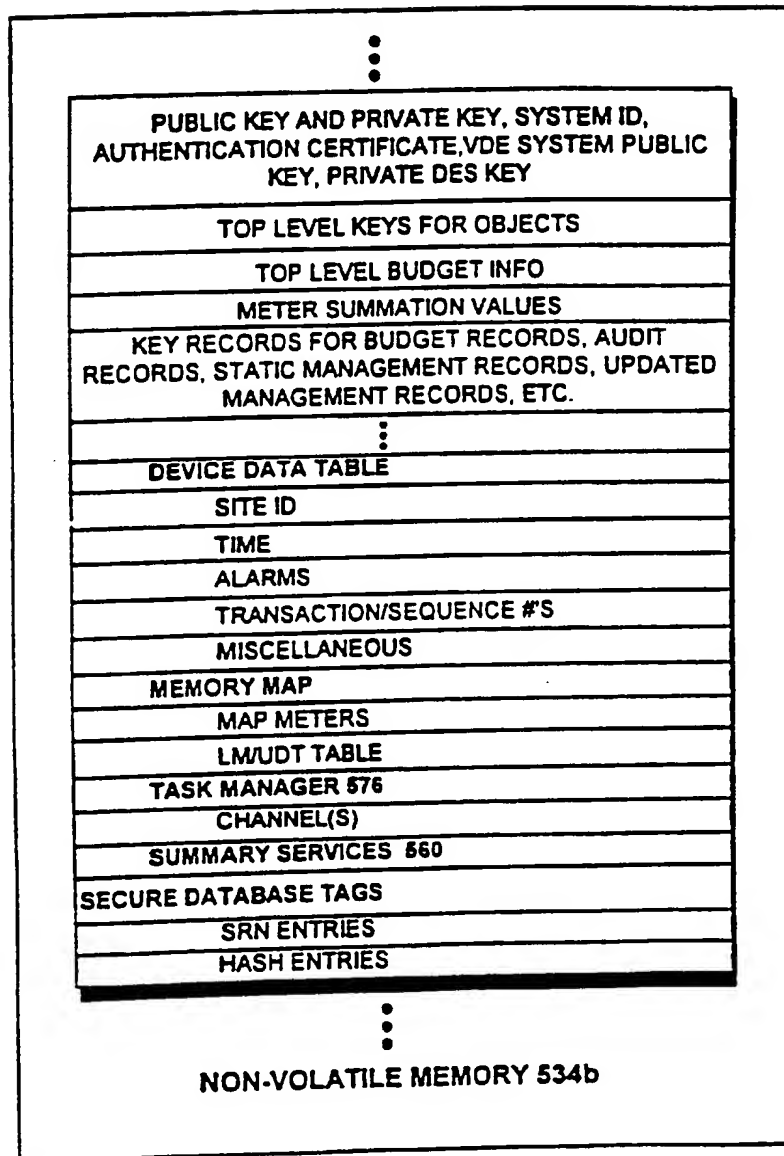 PUBLIC KEY AND PRIVATE KEY, SYSTEM ID,
AUTHENTICATION CERTIFICATE,VDE SYSTEM PUBLIC
KEY, PRIVATE DES KEY
TOP LEVEL KEYS FOR OBJECTS
TOP LEVEL BUDGET INFO
METER SUMMATION VALUES
KEY RECORDS FOR BUDGET RECORDS, AUDIT
RECORDS, STATIC MANAGEMENT RECORDS, UPDATED
MANAGEMENT RECORDS, ETC.
DEVICE DATA TABLE
SITE ID
TIME
ALARMS
TRANSACTION/SEQUENCE #'S
MISCELLANEOUS
MEMORY MAP
MAP METERS
LM/UDT TABLE
TASK MANAGER 576
CHANNEL(S)
SUMMARY SERVICES 560
SECURE DATABASE TAGS
SRN ENTRIES
HASH ENTRIES
NON-VOLATILE MEMORY 534b